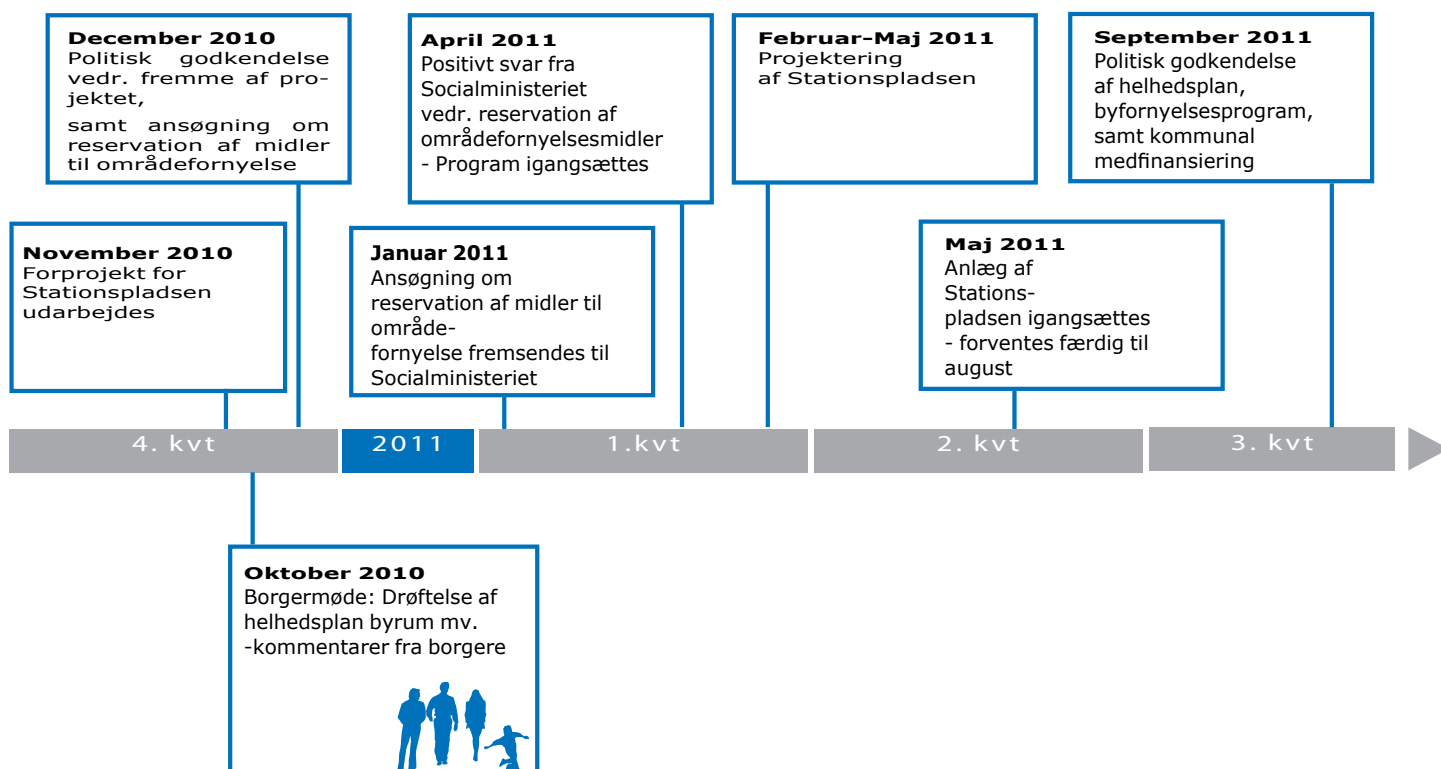 December 2010
Politisk godkendelse
vedr. fremme af pro-
jektet,
samt ansøgning om
reservation af midler
til områdefornyelse
April 2011
Positivt svar fra
Socialministeriet
vedr. reservation af
områdefornyelsesmidler
- Program igangsættes
Februar-Maj 2011
Projektering
af Stationspladsen
September 2011
Politisk godkendelse
af helhedsplan,
byfornyelsesprogram,
samt kommunal
medfinansiering
November 2010
Forprojekt for
Stationspladsen
udarbejdes
Januar 2011
Ansøgning om
reservation af midler til
område-
fornyelse fremsendes til
Socialministeriet
Maj 2011
Anlæg af
Stations-
pladsen igangsættes
- forventes færdig til
august
4. kvt
2011
1.kvt
2. kvt
3. kvt
Oktober 2010
Borgermøde: Drøftelse af
helhedsplan byrum mv.
-kommentarer fra borgere